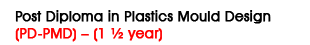 Post Diploma in Plastics Mould Design
(PD-PMD) – (1 ½ year)